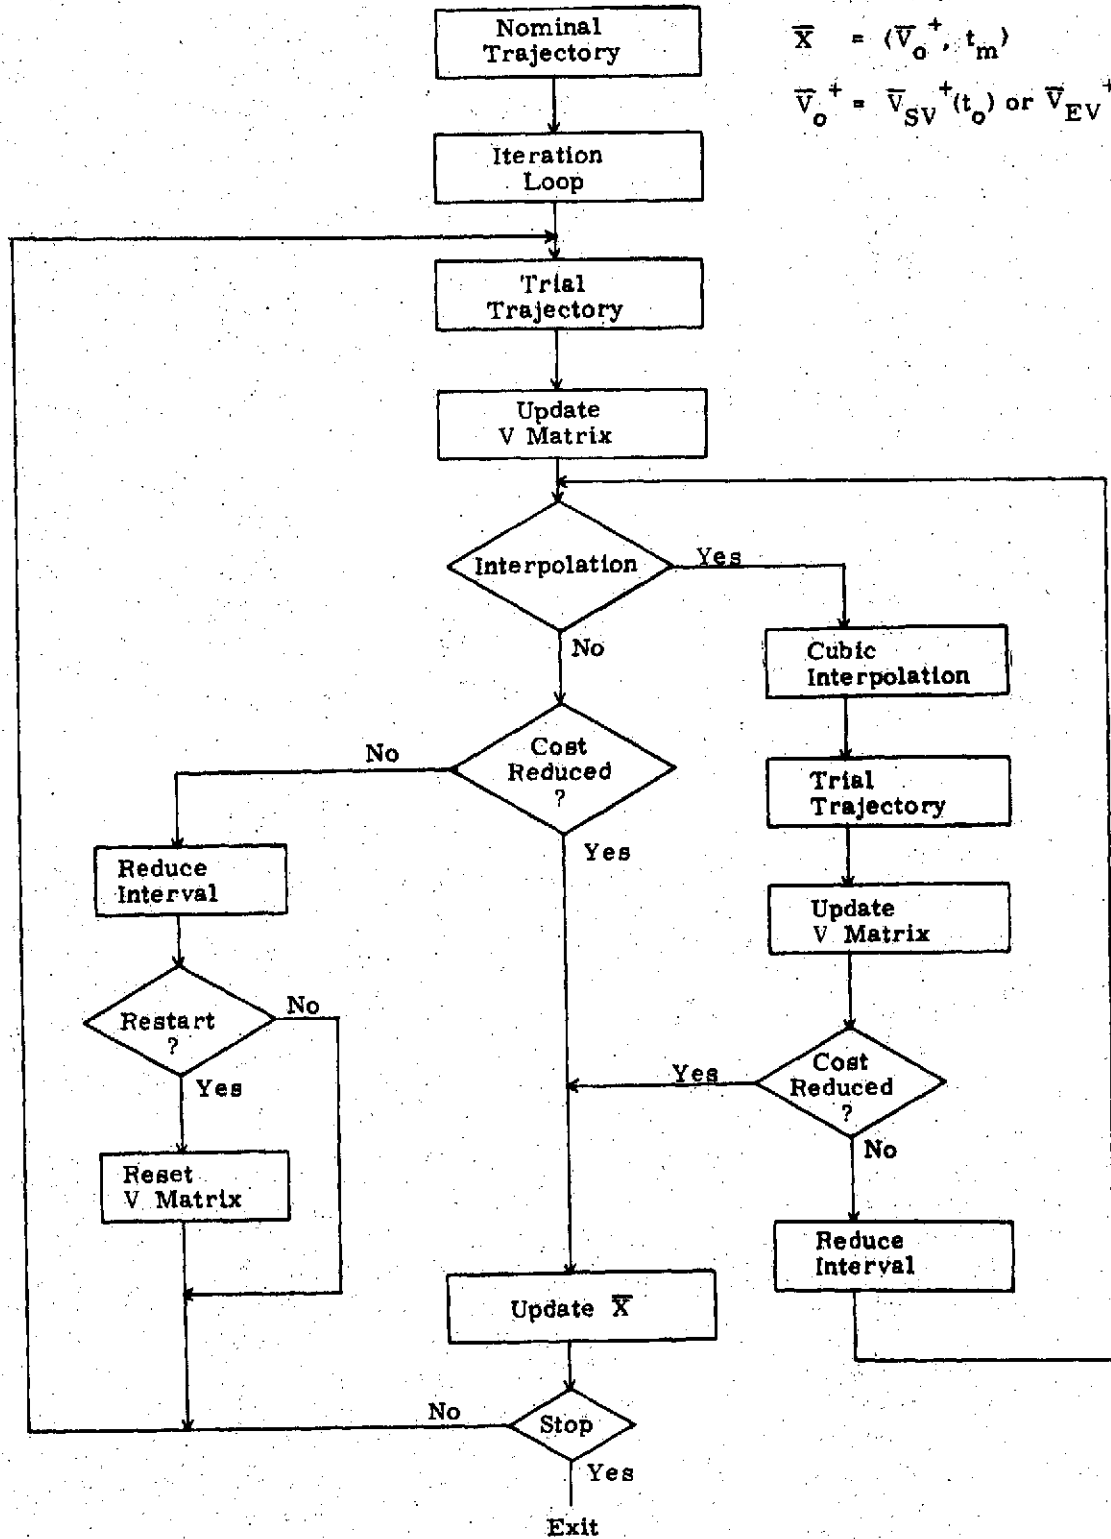 Nominal
Trajectory
X̄ = (V̄o+, tm)
V̄o+ = V̄SV+(to) or V̄EV+
Iteration
Loop
Trial
Trajectory
Update
V Matrix
Interpolation
Yes
No
Cubic
Interpolation
Cost
Reduced
?
No
Yes
Trial
Trajectory
Reduce
Interval
Update
V Matrix
Restart
?
No
Yes
Cost
Reduced
?
Yes
No
Reset
V Matrix
Reduce
Interval
Update X̄
Stop
No
Yes
Exit